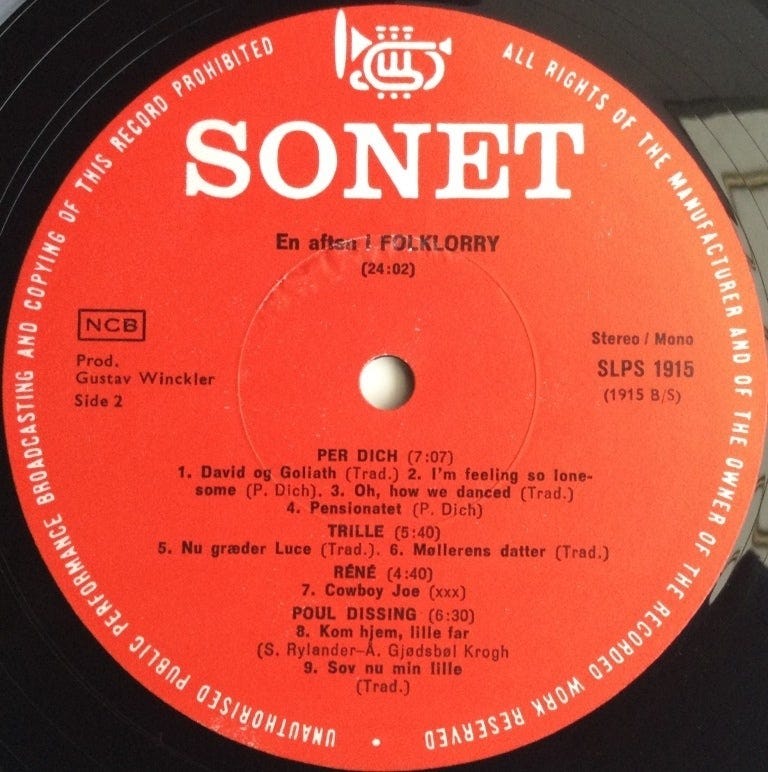 UNAUTHORISED PUBLIC PERFORMANCE BROADCASTING AND COPYING OF THIS RECORD PROHIBITED
ALL RIGHTS OF THE MANUFACTURER AND OF THE OWNER OF THE RECORDED WORK RESERVED
SONET
En aften i FOLKLORRY
(24:02)
NCB
Prod.
Gustav Winckler
Side 2
Stereo / Mono
SLPS 1915
(1915 B/S)
PER DICH (7:07)
1. David og Goliath (Trad.) 2. I'm feeling so lone-
some (P. Dich). 3. Oh, how we danced (Trad.)
4. Pensionatet (P. Dich)
TRILLE (5:40)
5. Nu græder Luce (Trad.). 6. Møllerens datter (Trad.)
RÉNÉ (4:40)
7. Cowboy Joe (xxx)
POUL DISSING (6:30)
8. Kom hjem, lille far
(S. Rylander–Å. Gjødsbøl Krogh
9. Sov nu min lille
(Trad.)